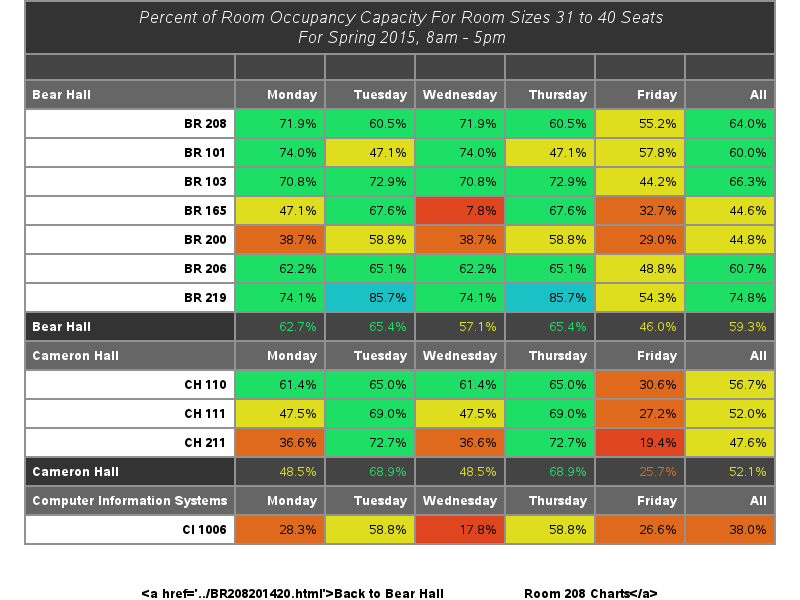 Percent of Room Occupancy Capacity For Room Sizes 31 to 40 Seats
For Spring 2015, 8am - 5pm
Bear Hall Monday Tuesday Wednesday Thursday Friday All
BR 208 71.9% 60.5% 71.9% 60.5% 55.2% 64.0%
BR 101 74.0% 47.1% 74.0% 47.1% 57.8% 60.0%
BR 103 70.8% 72.9% 70.8% 72.9% 44.2% 66.3%
BR 165 47.1% 67.6% 7.8% 67.6% 32.7% 44.6%
BR 200 38.7% 58.8% 38.7% 58.8% 29.0% 44.8%
BR 206 62.2% 65.1% 62.2% 65.1% 48.8% 60.7%
BR 219 74.1% 85.7% 74.1% 85.7% 54.3% 74.8%
Bear Hall 62.7% 65.4% 57.1% 65.4% 46.0% 59.3%
Cameron Hall Monday Tuesday Wednesday Thursday Friday All
CH 110 61.4% 65.0% 61.4% 65.0% 30.6% 56.7%
CH 111 47.5% 69.0% 47.5% 69.0% 27.2% 52.0%
CH 211 36.6% 72.7% 36.6% 72.7% 19.4% 47.6%
Cameron Hall 48.5% 68.9% 48.5% 68.9% 25.7% 52.1%
Computer Information Systems Monday Tuesday Wednesday Thursday Friday All
CI 1006 28.3% 58.8% 17.8% 58.8% 26.6% 38.0%
<a href='../BR208201420.html'>Back to Bear Hall Room 208 Charts</a>